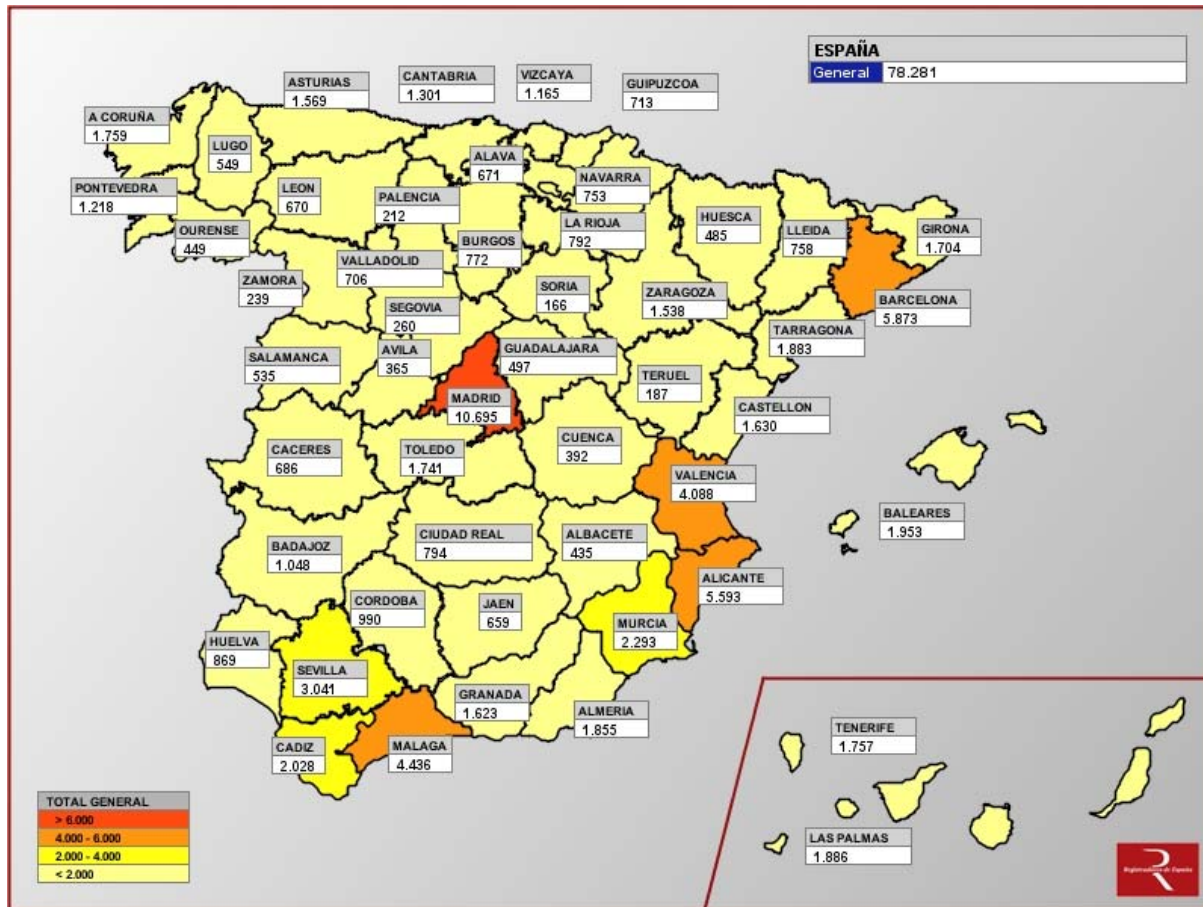 ESPAÑA
General 78.281
ASTURIAS
1.569
CANTABRIA
1.301
VIZCAYA
1.165
GUIPUZCOA
713
A CORUÑA
1.759
LUGO
549
ALAVA
671
NAVARRA
753
PONTEVEDRA
1.218
LEON
670
PALENCIA
212
OURENSE
449
BURGOS
772
LA RIOJA
792
HUESCA
485
LLEIDA
758
GIRONA
1.704
ZAMORA
239
VALLADOLID
706
SORIA
166
ZARAGOZA
1.538
BARCELONA
5.873
SEGOVIA
260
TARRAGONA
1.883
SALAMANCA
535
AVILA
365
GUADALAJARA
497
TERUEL
187
MADRID
10.695
CASTELLON
1.630
CACERES
686
TOLEDO
1.741
CUENCA
392
VALENCIA
4.088
BALEARES
1.953
BADAJOZ
1.048
CIUDAD REAL
794
ALBACETE
435
ALICANTE
5.593
CORDOBA
990
JAEN
659
MURCIA
2.293
HUELVA
869
SEVILLA
3.041
GRANADA
1.623
ALMERIA
1.855
CADIZ
2.028
MALAGA
4.436
TENERIFE
1.757
LAS PALMAS
1.886
TOTAL GENERAL
> 6.000
4.000 - 6.000
2.000 - 4.000
< 2.000
R
Registradores de España